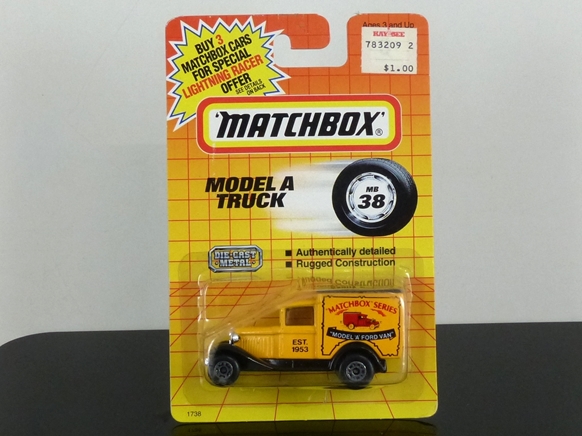 BUY 3
MATCHBOX CARS
FOR SPECIAL
LIGHTNING RACER
OFFER
SEE DETAILS
ON BACK
Ages 3 and Up
KAY·BEE
783209 2
$1.00
"MATCHBOX"®
MODEL A
TRUCK
MB
38
DIE-CAST
METAL
■ Authentically detailed
■ Rugged Construction
MATCHBOX SERIES
"MODEL 'A' FORD VAN"
EST.
1953
1738